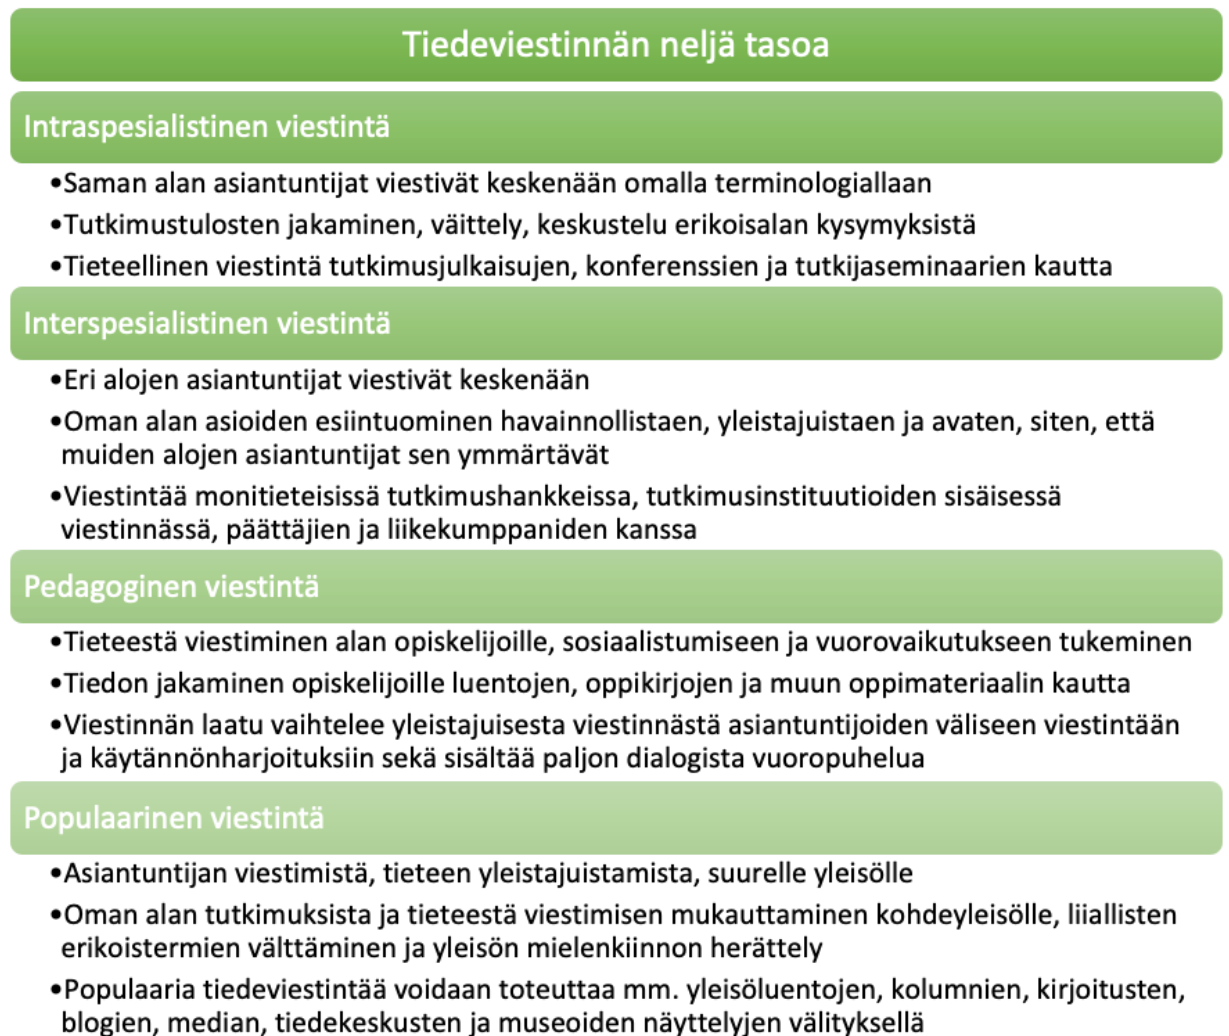 Tiedeviestinnän neljä tasoa
Intraspesialistinen viestintä
•Saman alan asiantuntijat viestivät keskenään omalla terminologiallaan
•Tutkimustulosten jakaminen, väittely, keskustelu erikoisalan kysymyksistä
•Tieteellinen viestintä tutkimusjulkaisujen, konferenssien ja tutkijaseminaarien kautta
Interspesialistinen viestintä
•Eri alojen asiantuntijat viestivät keskenään
•Oman alan asioiden esiintuominen havainnollistaen, yleistajuistaen ja avaten, siten, että
muiden alojen asiantuntijat sen ymmärtävät
•Viestintää monitieteisissä tutkimushankkeissa, tutkimusinstituutioiden sisäisessä
viestinnässä, päättäjien ja liikekumppaniden kanssa
Pedagoginen viestintä
•Tieteestä viestiminen alan opiskelijoille, sosiaalistumiseen ja vuorovaikutukseen tukeminen
•Tiedon jakaminen opiskelijoille luentojen, oppikirjojen ja muun oppimateriaalin kautta
•Viestinnän laatu vaihtelee yleistajuisesta viestinnästä asiantuntijoiden väliseen viestintään
ja käytännönharjoituksiin sekä sisältää paljon dialogista vuoropuhelua
Populaarinen viestintä
•Asiantuntijan viestimistä, tieteen yleistajuistamista, suurelle yleisölle
•Oman alan tutkimuksista ja tieteestä viestimisen mukauttaminen kohdeyleisölle, liiallisten
erikoistermien välttäminen ja yleisön mielenkiinnon herättely
•Populaaria tiedeviestintää voidaan toteuttaa mm. yleisöluentojen, kolumnien, kirjoitusten,
blogien, median, tiedekeskusten ja museoiden näyttelyjen välityksellä